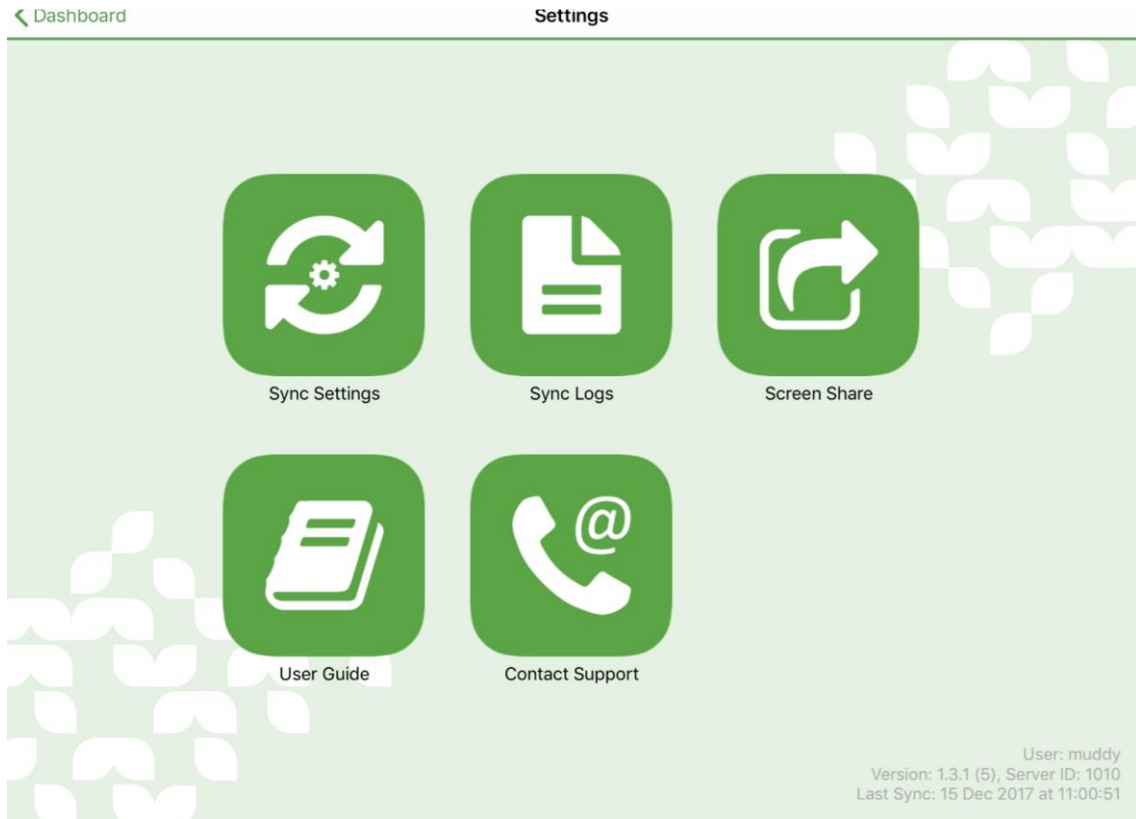 Dashboard
Settings
Sync Settings
Sync Logs
Screen Share
@
User Guide
Contact Support
User: muddy
Version: 1.3.1 (5), Server ID: 1010
Last Sync: 15 Dec 2017 at 11:00:51